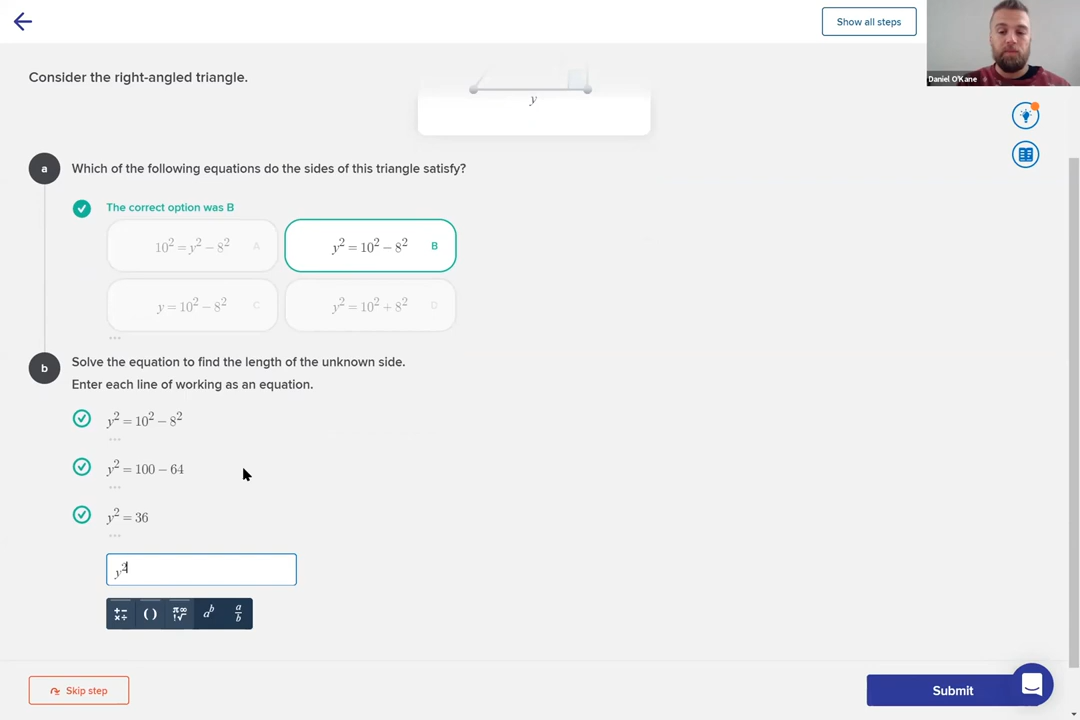 Show all steps
Daniel O'Kane
Consider the right-angled triangle.
y
a
Which of the following equations do the sides of this triangle satisfy?
The correct option was B
10² = y² − 8² A
y² = 10² − 8² B
y = 10² − 8² C
y² = 10² + 8² D
b
Solve the equation to find the length of the unknown side.
Enter each line of working as an equation.
y² = 10² − 8²
y² = 100 − 64
y² = 36
y²
+− ×÷ ( ) π∞ !√ aᵇ a/b
Skip step
Submit